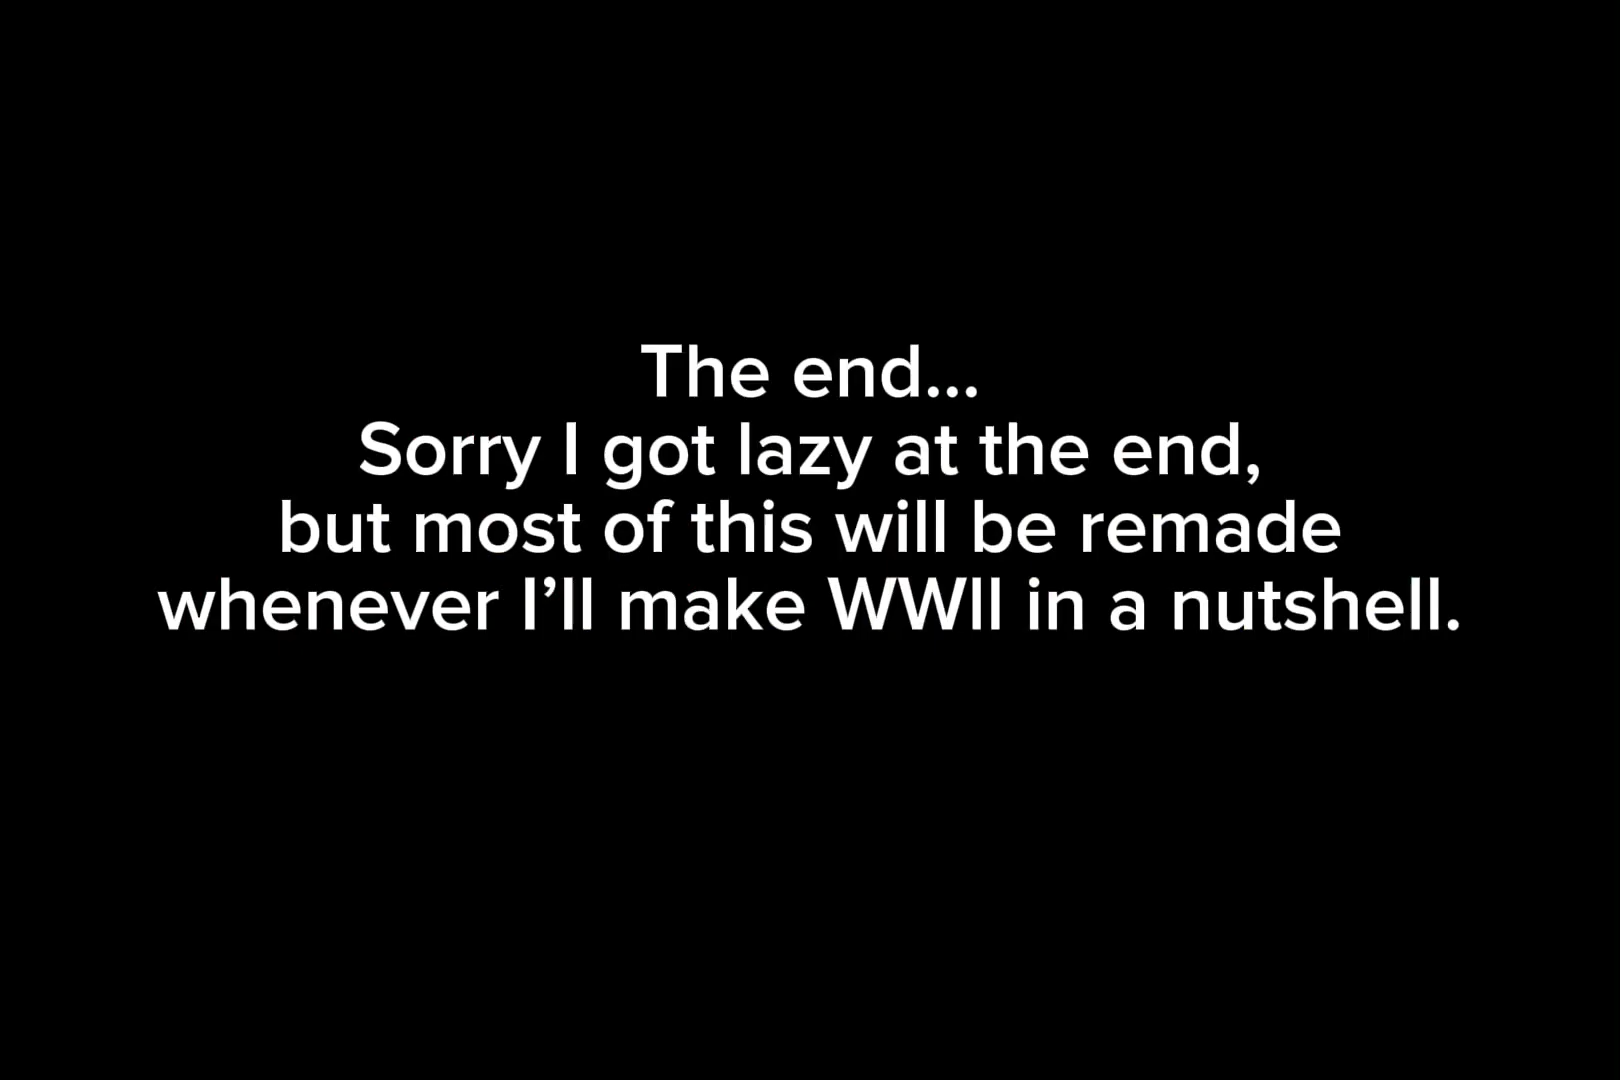 The end...
Sorry I got lazy at the end,
but most of this will be remade
whenever I’ll make WWII in a nutshell.